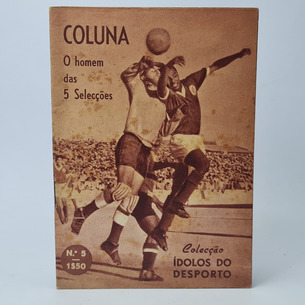 COLUNA
O homem
das
5 Selecções
N.º 5
1$50
Colecção
ÍDOLOS DO
DESPORTO